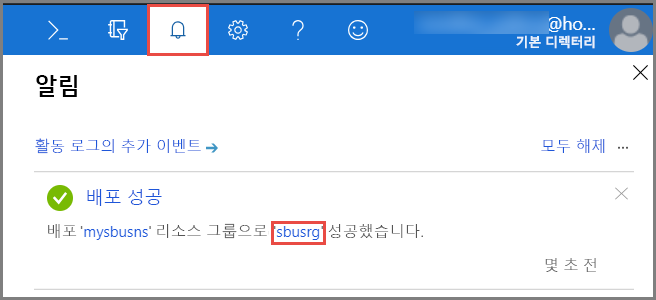 @ho...
기본 디렉터리
알림
활동 로그의 추가 이벤트 →
모두 해제 ...
배포 성공
배포 'mysbusns' 리소스 그룹으로 'sbusrg' 성공했습니다.
몇 초 전